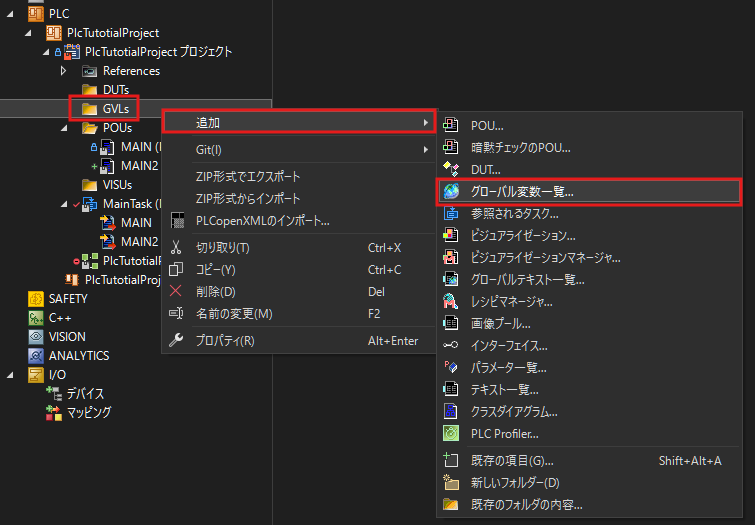 PLC
PlcTutotialProject
PlcTutotialProject プロジェクト
References
DUTs
GVLs
POUs
MAIN (
MAIN2
VISUs
MainTask (
MAIN
MAIN2
PlcTutotialP
PlcTutotialProj
SAFETY
C++
VISION
ANALYTICS
I/O
デバイス
マッピング
追加
Git(I)
ZIP形式でエクスポート
ZIP形式からインポート
PLCopenXMLのインポート...
切り取り(T) Ctrl+X
コピー(Y) Ctrl+C
削除(D) Del
名前の変更(M) F2
プロパティ(R) Alt+Enter
POU...
暗黙チェックのPOU...
DUT...
グローバル変数一覧...
参照されるタスク...
ビジュアライゼーション...
ビジュアライゼーションマネージャ...
グローバルテキスト一覧...
レシピマネージャ...
画像プール...
インターフェイス...
パラメーター覧...
テキスト一覧...
クラスダイアグラム...
PLC Profiler...
既存の項目(G)... Shift+Alt+A
新しいフォルダー(D)
既存のフォルダの内容...